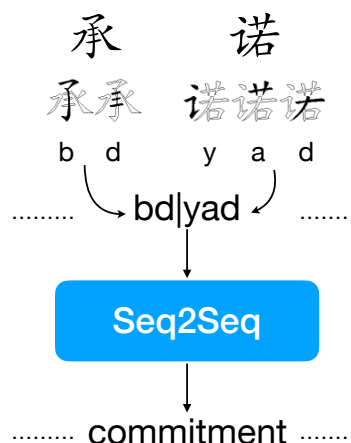 承 诺
承承 诺诺诺
b d y a d
......... bd|yad .........
Seq2Seq
......... commitment .........